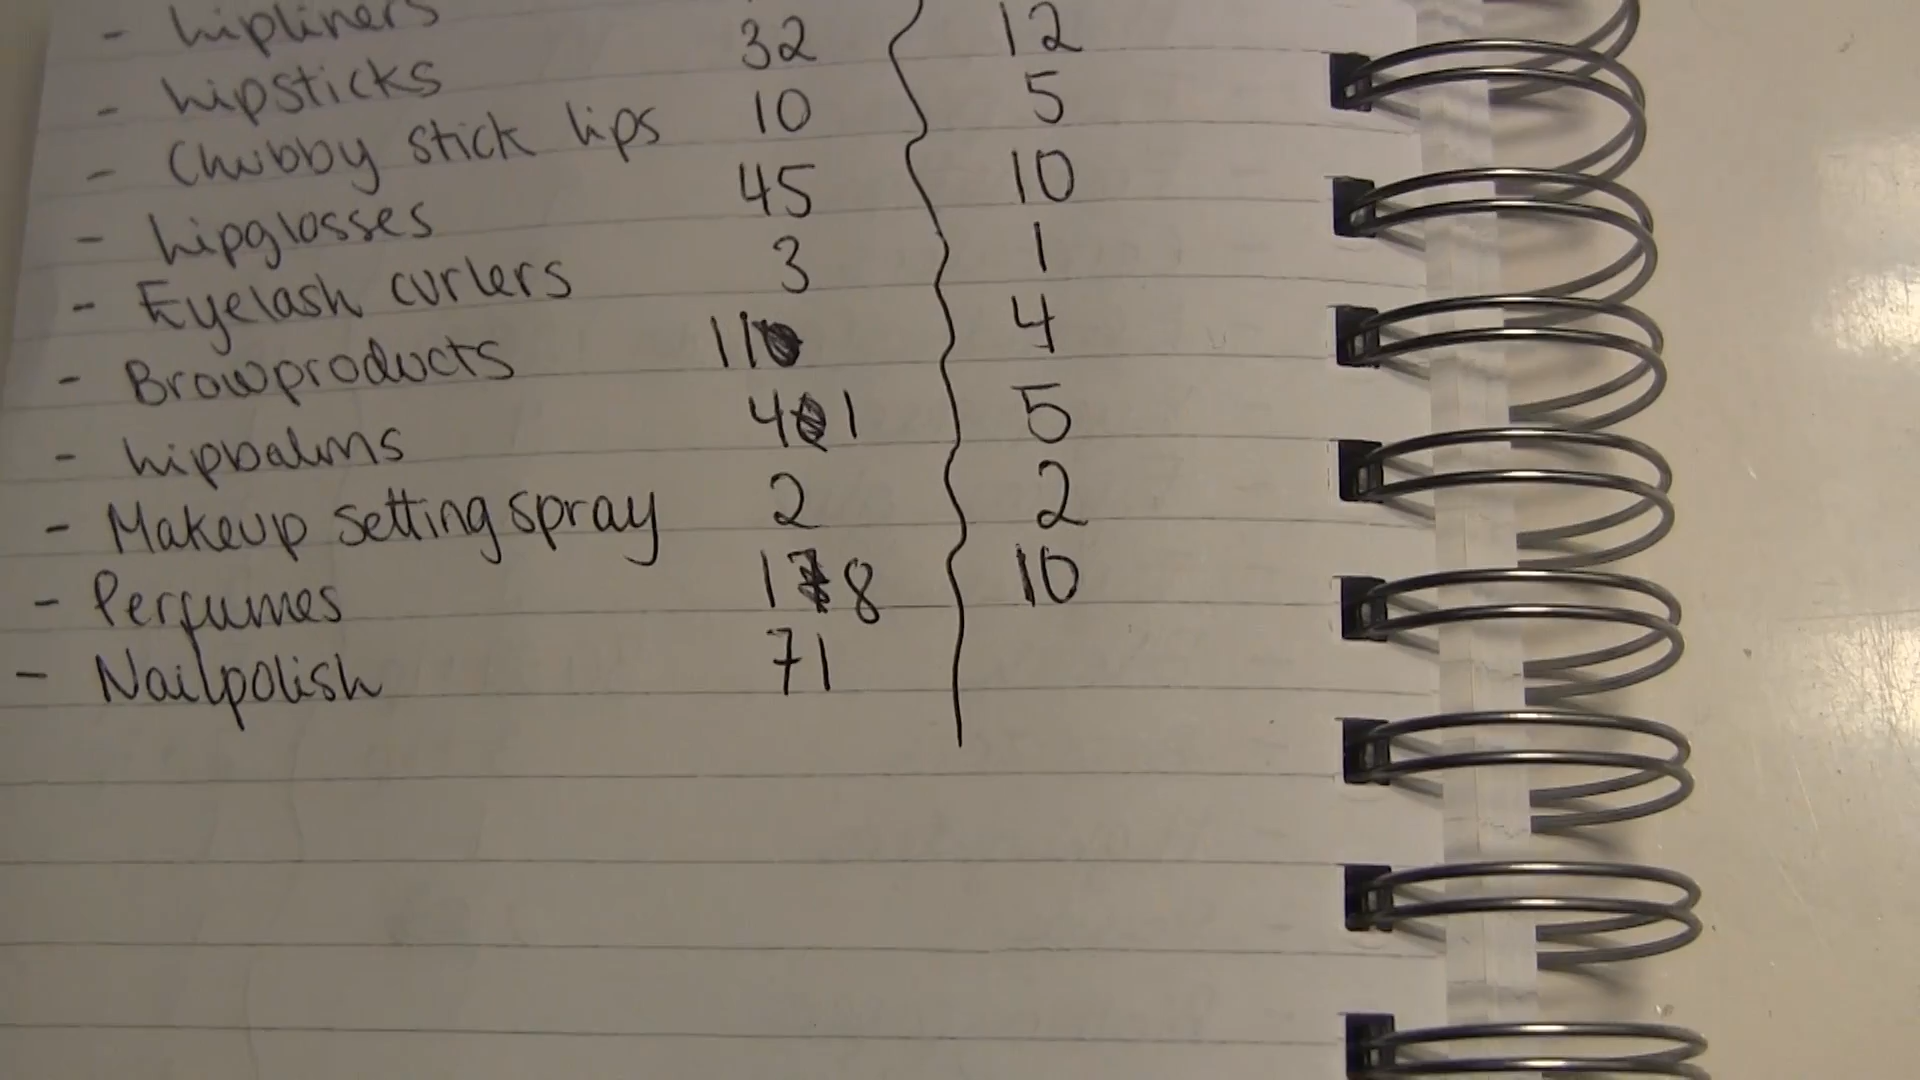 - Lipliners
- Lipsticks 32 12
- Chubby stick lips 10 5
- Lipglosses 45 10
- Eyelash curlers 3 1
- Browproducts 11 4
- Lipbalms 41 5
- Makeup setting spray 2 2
- Perfumes 18 10
- Nailpolish 71